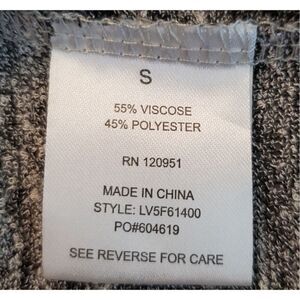 S
55% VISCOSE
45% POLYESTER
RN 120951
MADE IN CHINA
STYLE: LV5F61400
PO#604619
SEE REVERSE FOR CARE